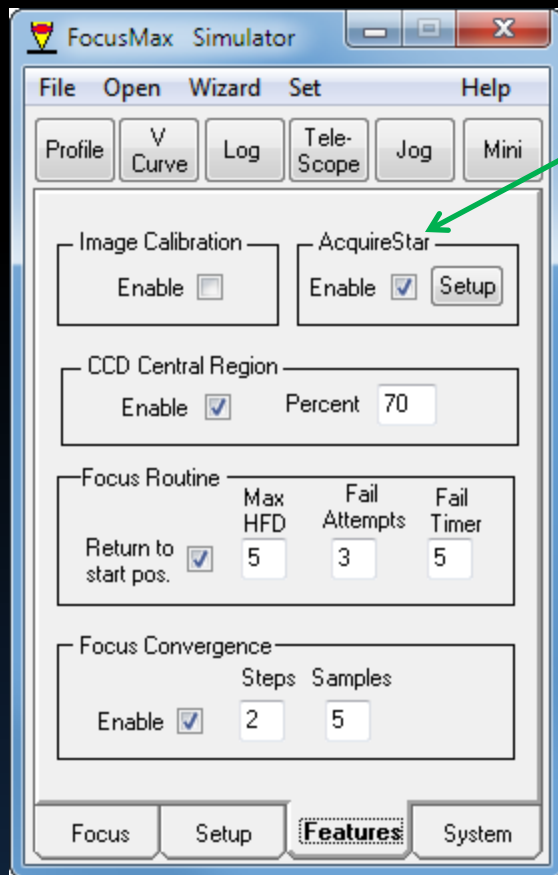 FocusMax Simulator
File Open Wizard Set Help
Profile V Curve Log Tele-Scope Jog Mini
Image Calibration
Enable
AcquireStar
Enable Setup
CCD Central Region
Enable Percent 70
Focus Routine
Max HFD Fail Attempts Fail Timer
Return to start pos. 5 3 5
Focus Convergence
Steps Samples
Enable 2 5
Focus Setup Features System